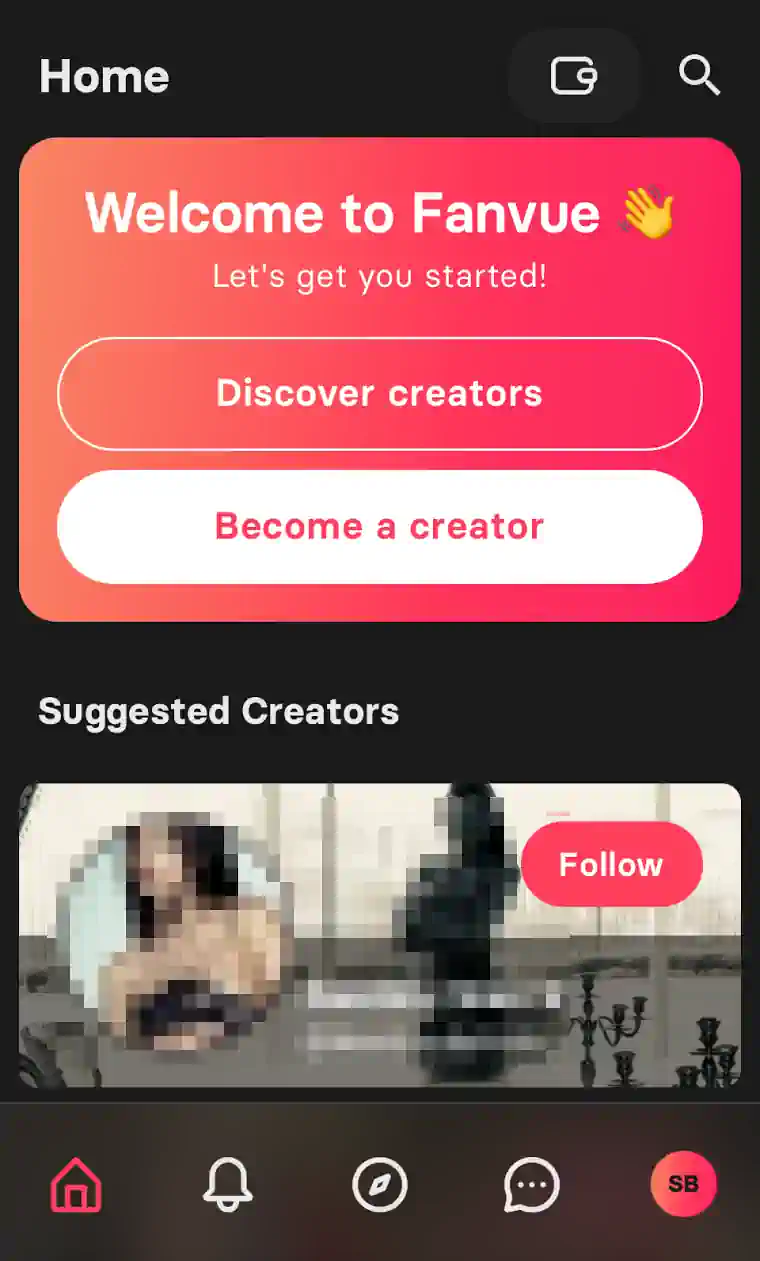 Home
Welcome to Fanvue 👋
Let's get you started!
Discover creators
Become a creator
Suggested Creators
Follow
SB